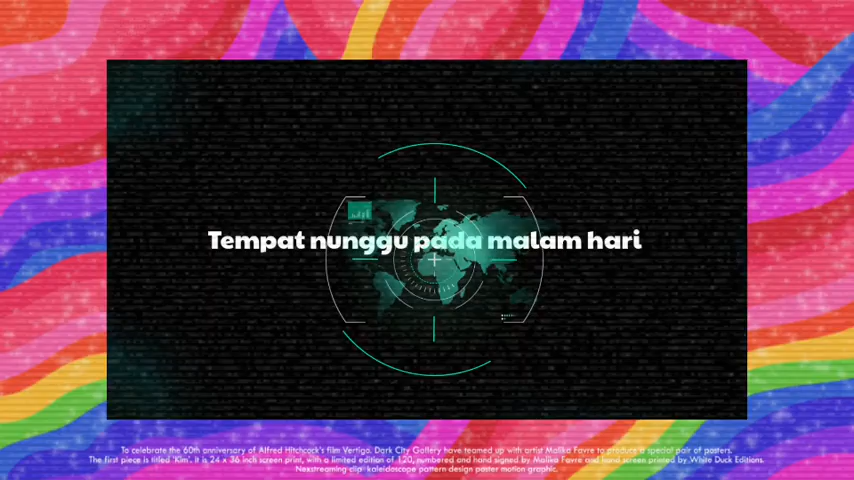 Tempat nunggu pada malam hari
To celebrate the 60th anniversary of Alfred Hitchcock's film Vertigo. Dark City Gallery have teamed up with artist Malika Favre to produce a special pair of posters.
The first piece is titled 'Kim'. It is 24 x 36 inch screen print, with a limited edition of 120, numbered and hand signed by Malika Favre and hand screen printed by White Duck Editions.
Nexstreaming clip kaleidoscope pattern design poster motion graphic.